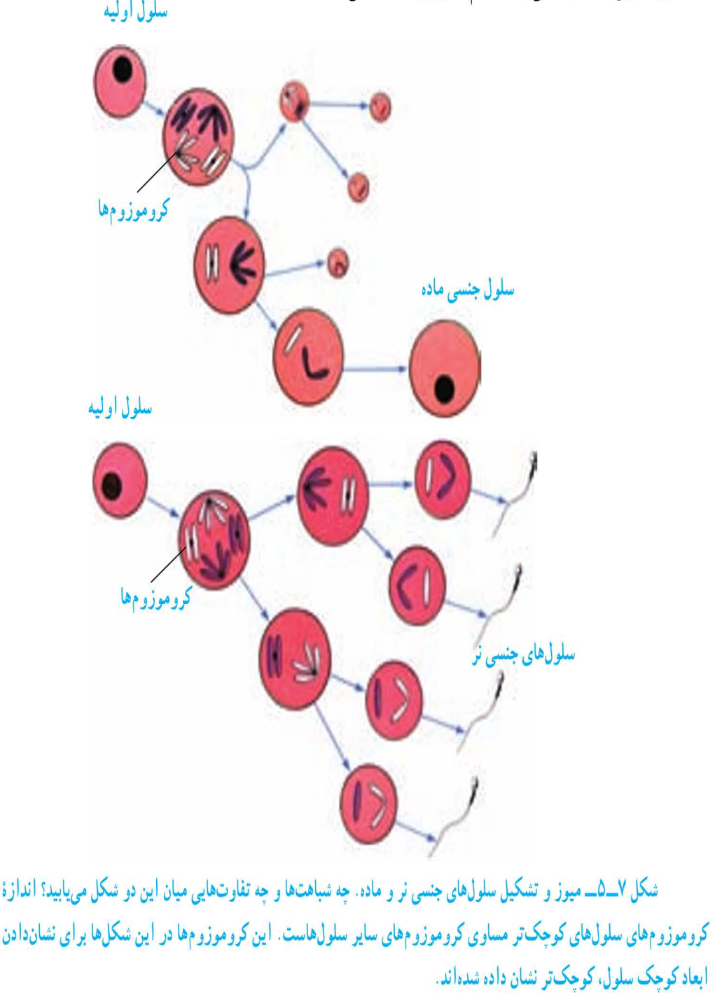 سلول اولیه
کروموزوم‌ها
سلول جنسی ماده
سلول اولیه
کروموزوم‌ها
سلول‌های جنسی نر
شکل ۷ــ۵ــ میوز و تشکیل سلول‌های جنسی نر و ماده. چه شباهت‌ها و چه تفاوت‌هایی میان این دو شکل می‌یابید؟ اندازهٔ
کروموزوم‌های سلول‌های کوچک‌تر مساوی کروموزوم‌های سایر سلول‌هاست. این کروموزوم‌ها در این شکل‌ها برای نشان‌دادن
ابعاد کوچک سلول، کوچک‌تر نشان داده شده‌اند.